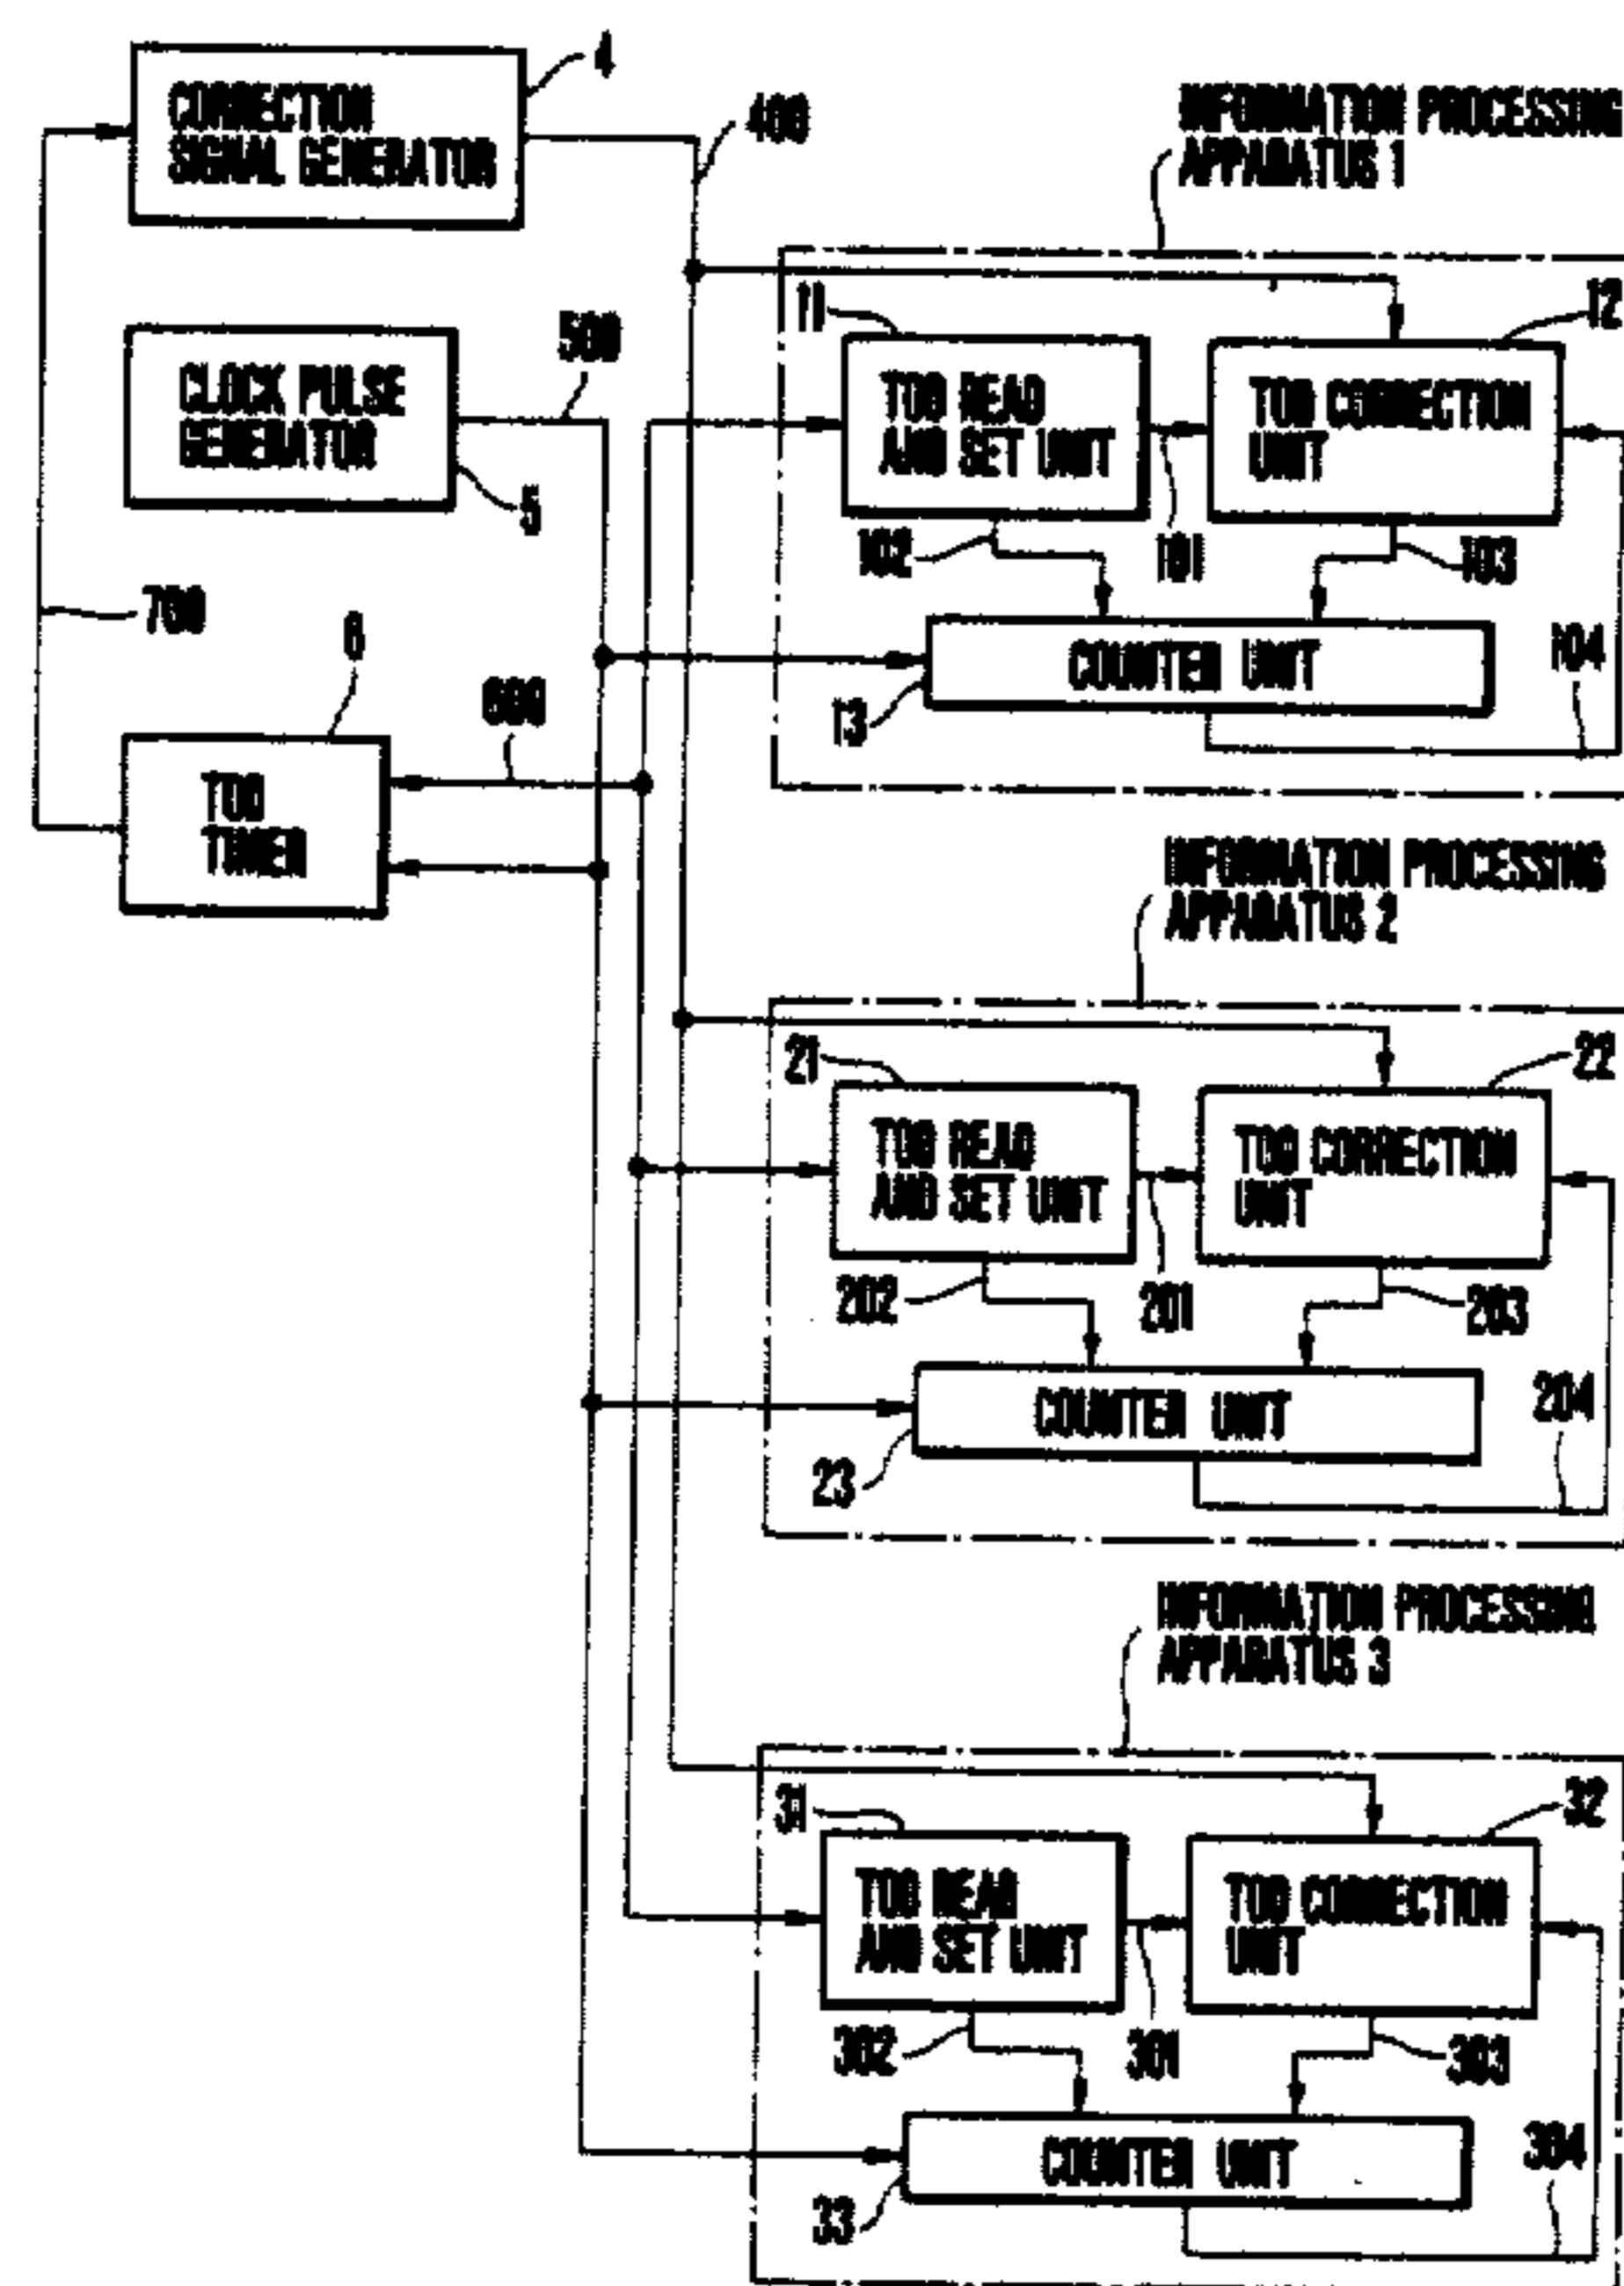 CORRECTION
SIGNAL GENERATOR
4
400
INFORMATION PROCESSING
APPARATUS 1
CLOCK PULSE
GENERATOR
5
500
11
TOD READ
AND SET UNIT
12
TOD CORRECTION
UNIT
102
101
103
700
6
600
COUNTER UNIT
13
104
TOD
TIMER
INFORMATION PROCESSING
APPARATUS 2
21
TOD READ
AND SET UNIT
22
TOD CORRECTION
UNIT
202
201
203
COUNTER UNIT
23
204
INFORMATION PROCESSING
APPARATUS 3
31
TOD READ
AND SET UNIT
32
TOD CORRECTION
UNIT
302
301
303
COUNTER UNIT
33
304